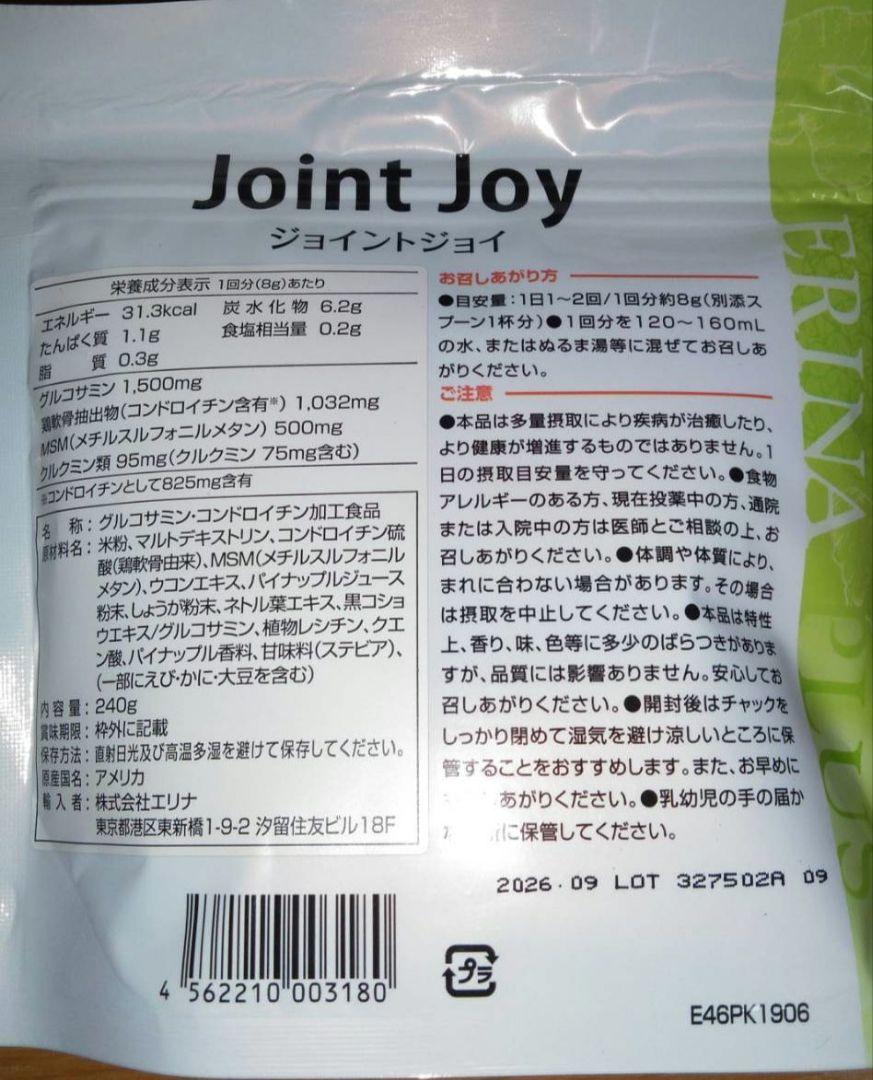 Joint Joy
ジョイントジョイ
栄養成分表示 1回分(8g)あたり
エネルギー 31.3kcal 炭水化物 6.2g
たんぱく質 1.1g 食塩相当量 0.2g
脂質 0.3g
グルコサミン 1,500mg
鶏軟骨抽出物(コンドロイチン含有※) 1,032mg
MSM(メチルスルフォニルメタン) 500mg
クルクミン類 95mg(クルクミン 75mg含む)
※コンドロイチンとして825mg含有
名称:グルコサミン・コンドロイチン加工食品
原材料名:米粉、マルトデキストリン、コンドロイチン硫
酸(鶏軟骨由来)、MSM(メチルスルフォニル
メタン)、ウコンエキス、パイナップルジュース
粉末、しょうが粉末、ネトル葉エキス、黒コショ
ウエキス/グルコサミン、植物レシチン、クエ
ン酸、パイナップル香料、甘味料(ステビア)、
(一部にえび・かに・大豆を含む)
内容量:240g
賞味期限:枠外に記載
保存方法:直射日光及び高温多湿を避けて保存してください。
原産国名:アメリカ
輸入者:株式会社エリナ
東京都港区東新橋1-9-2 汐留住友ビル18F
お召しあがり方
●目安量:1日1〜2回/1回分約8g(別添ス
プーン1杯分)●1回分を120〜160mL
の水、またはぬるま湯等に混ぜてお召しあ
がりください。
ご注意
●本品は多量摂取により疾病が治癒したり、
より健康が増進するものではありません。1
日の摂取目安量を守ってください。●食物
アレルギーのある方、現在投薬中の方、通院
または入院中の方は医師とご相談の上、お
召しあがりください。●体調や体質により、
まれに合わない場合があります。その場合
は摂取を中止してください。●本品は特性
上、香り、味、色等に多少のばらつきがありま
すが、品質には影響ありません。安心してお
召しあがりください。●開封後はチャックを
しっかり閉めて湿気を避け涼しいところに保
管することをおすすめします。また、お早めに
あがりください。●乳幼児の手の届か
に保管してください。
2026.09 LOT 327502A 09
4 562210 003180
プラ
E46PK1906
ERINA PLUS